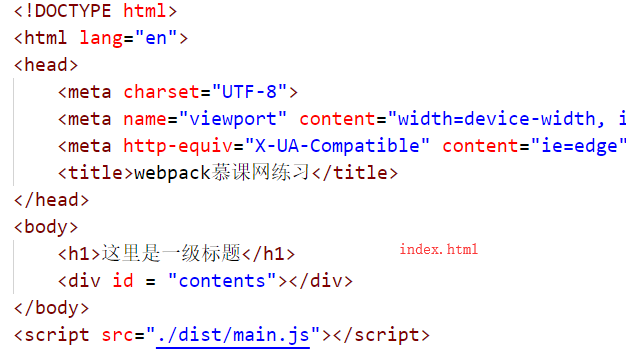 <!DOCTYPE html>
<html lang="en">
<head>
<meta charset="UTF-8">
<meta name="viewport" content="width=device-width, i
<meta http-equiv="X-UA-Compatible" content="ie=edge"
<title>webpack慕课网练习</title>
</head>
<body>
<h1>这里是一级标题</h1>
index.html
<div id = "contents"></div>
</body>
<script src="./dist/main.js"></script>